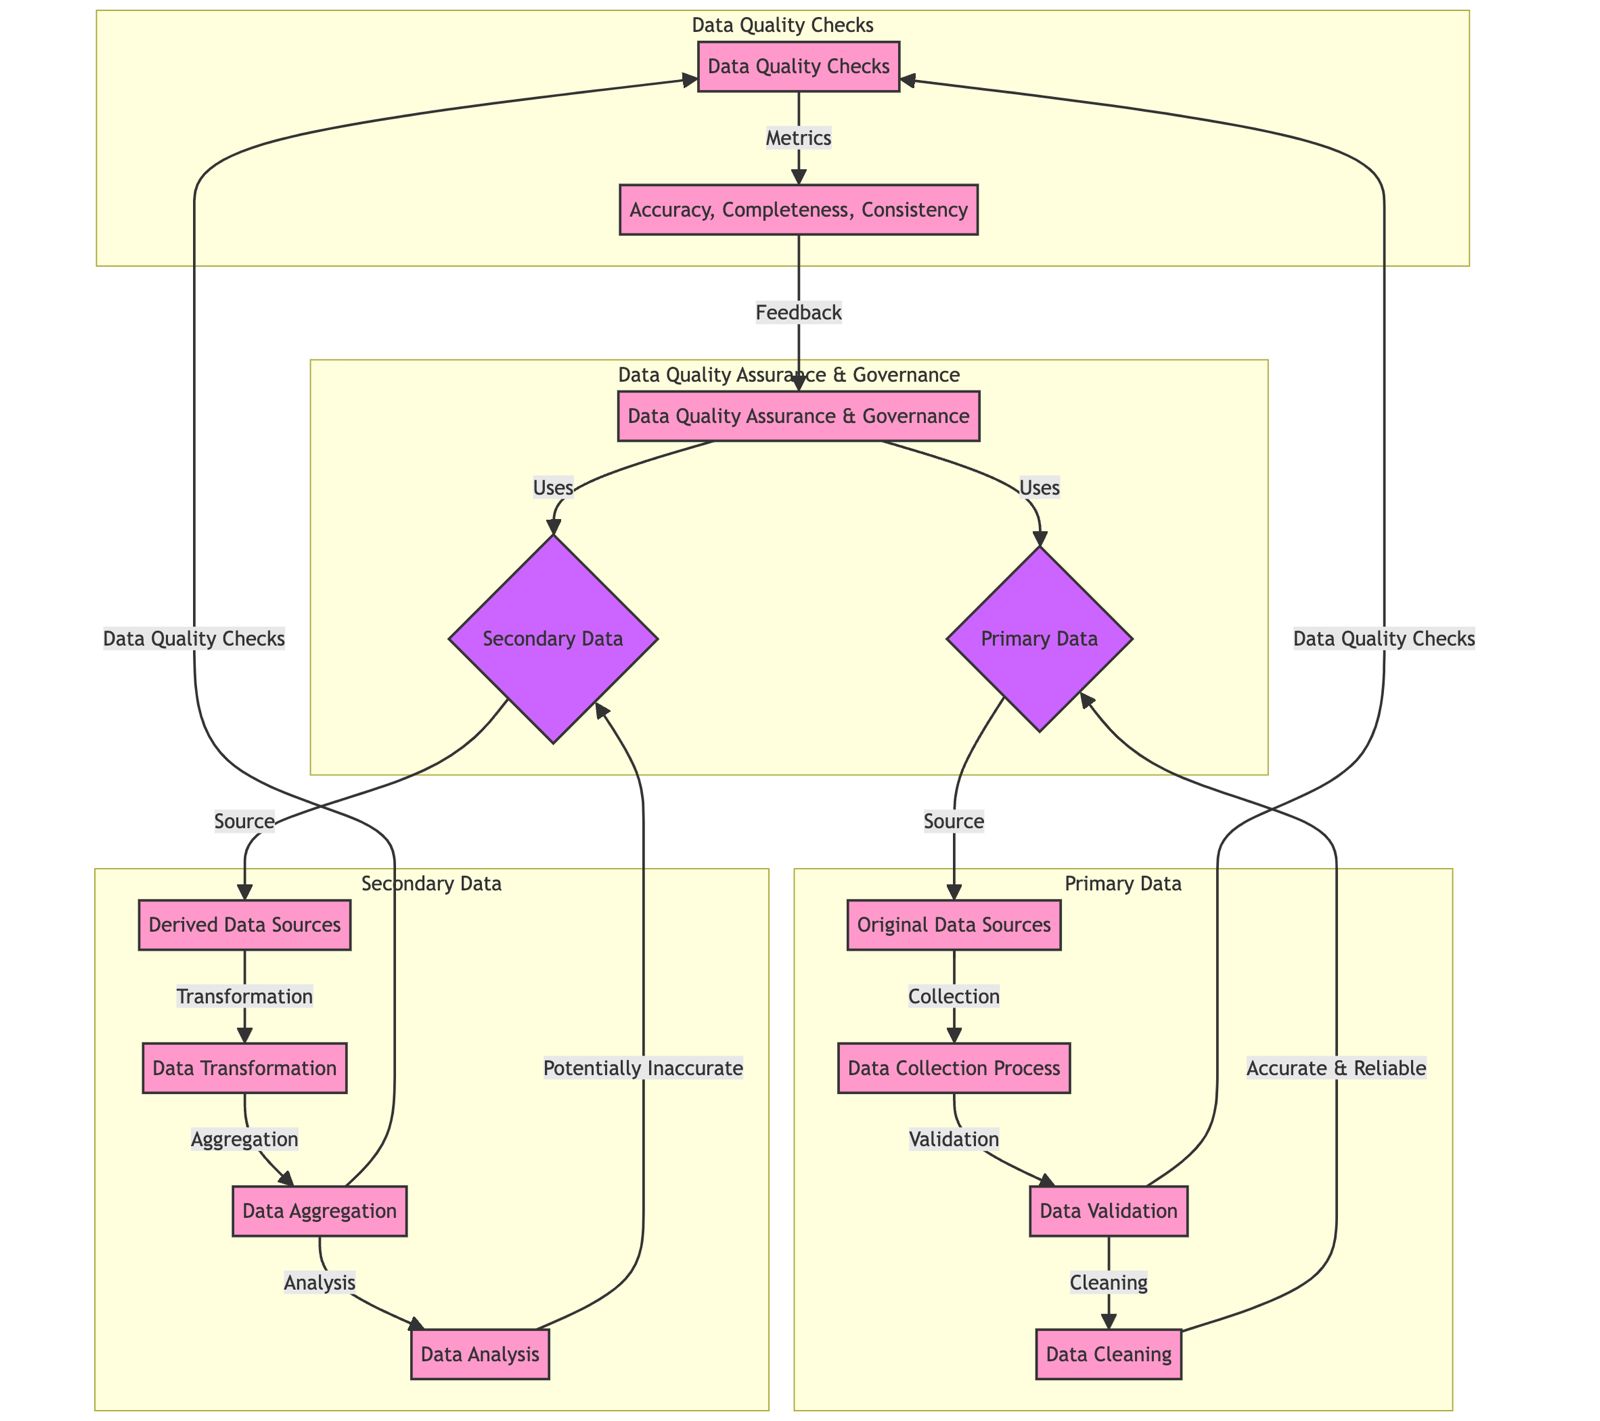 Data Quality Checks
Data Quality Checks
Metrics
Accuracy, Completeness, Consistency
Feedback
Data Quality Assurance & Governance
Data Quality Assurance & Governance
Uses
Uses
Data Quality Checks
Secondary Data
Primary Data
Data Quality Checks
Source
Source
Secondary Data
Derived Data Sources
Transformation
Data Transformation
Potentially Inaccurate
Aggregation
Data Aggregation
Analysis
Data Analysis
Primary Data
Original Data Sources
Collection
Data Collection Process
Accurate & Reliable
Validation
Data Validation
Cleaning
Data Cleaning